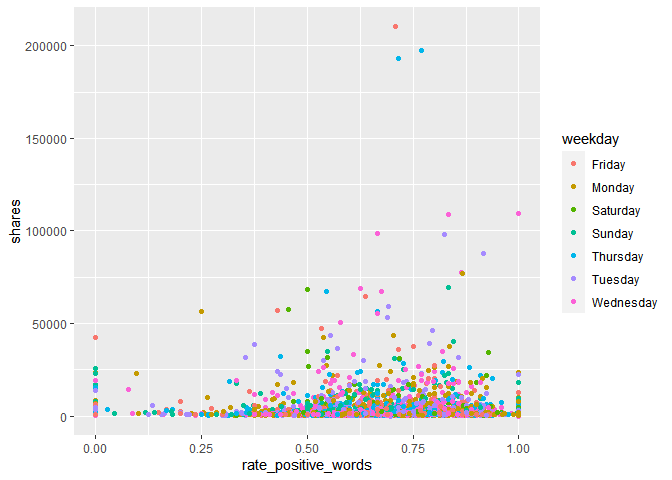 200000
150000
100000
50000
0
shares
0.00 0.25 0.50 0.75 1.00
rate_positive_words
weekday
Friday
Monday
Saturday
Sunday
Thursday
Tuesday
Wednesday